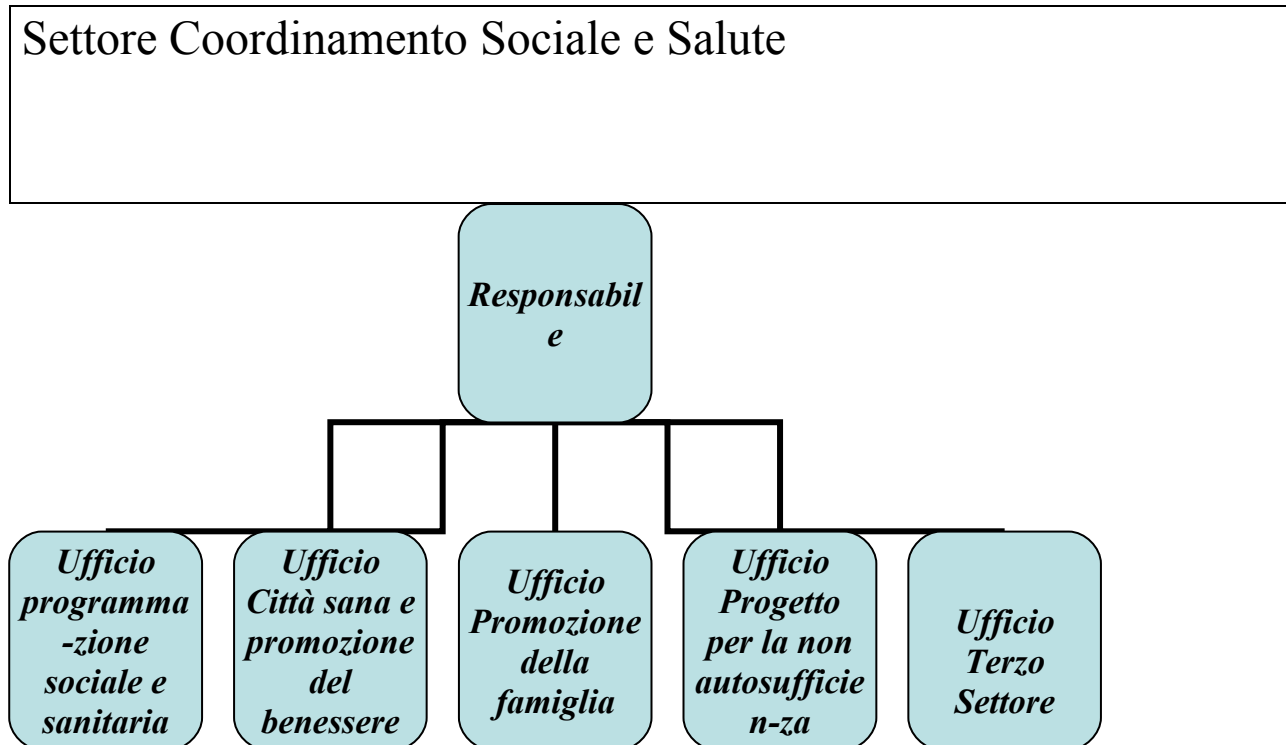 Settore Coordinamento Sociale e Salute
Responsabil
e
Ufficio
programma
-zione
sociale e
sanitaria
Ufficio
Città sana e
promozione
del
benessere
Ufficio
Promozione
della
famiglia
Ufficio
Progetto
per la non
autosufficie
n-za
Ufficio
Terzo
Settore